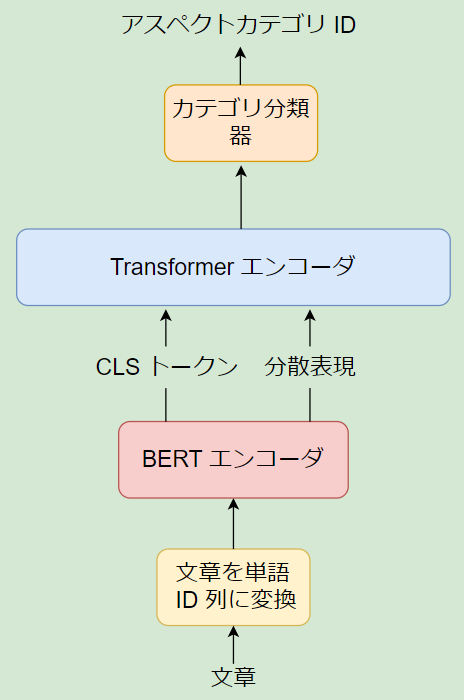 アスペクトカテゴリ ID
カテゴリ分類
器
Transformer エンコーダ
CLS トークン 分散表現
BERT エンコーダ
文章を単語
ID 列に変換
文章